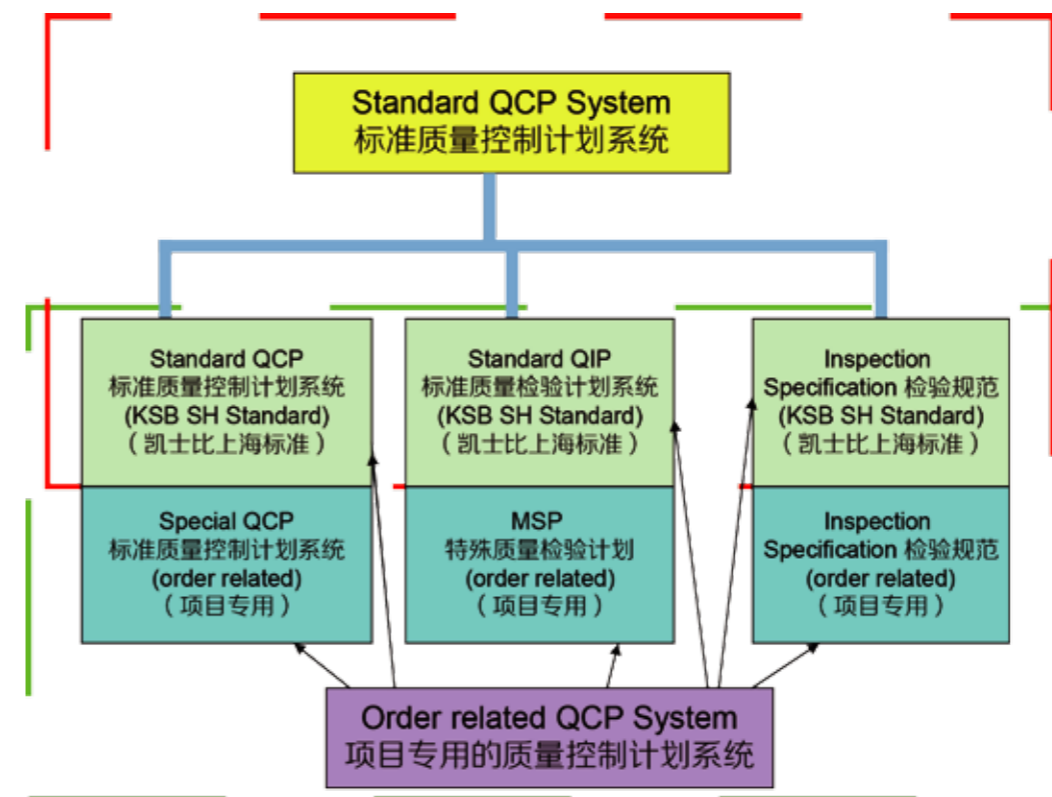 Standard QCP System
标准质量控制计划系统
Standard QCP
标准质量控制计划系统
(KSB SH Standard)
（凯士比上海标准）
Standard QIP
标准质量检验计划系统
(KSB SH Standard)
（凯士比上海标准）
Inspection
Specification 检验规范
(KSB SH Standard)
（凯士比上海标准）
Special QCP
标准质量控制计划系统
(order related)
（项目专用）
MSP
特殊质量检验计划
(order related)
（项目专用）
Inspection
Specification 检验规范
(order related)
（项目专用）
Order related QCP System
项目专用的质量控制计划系统